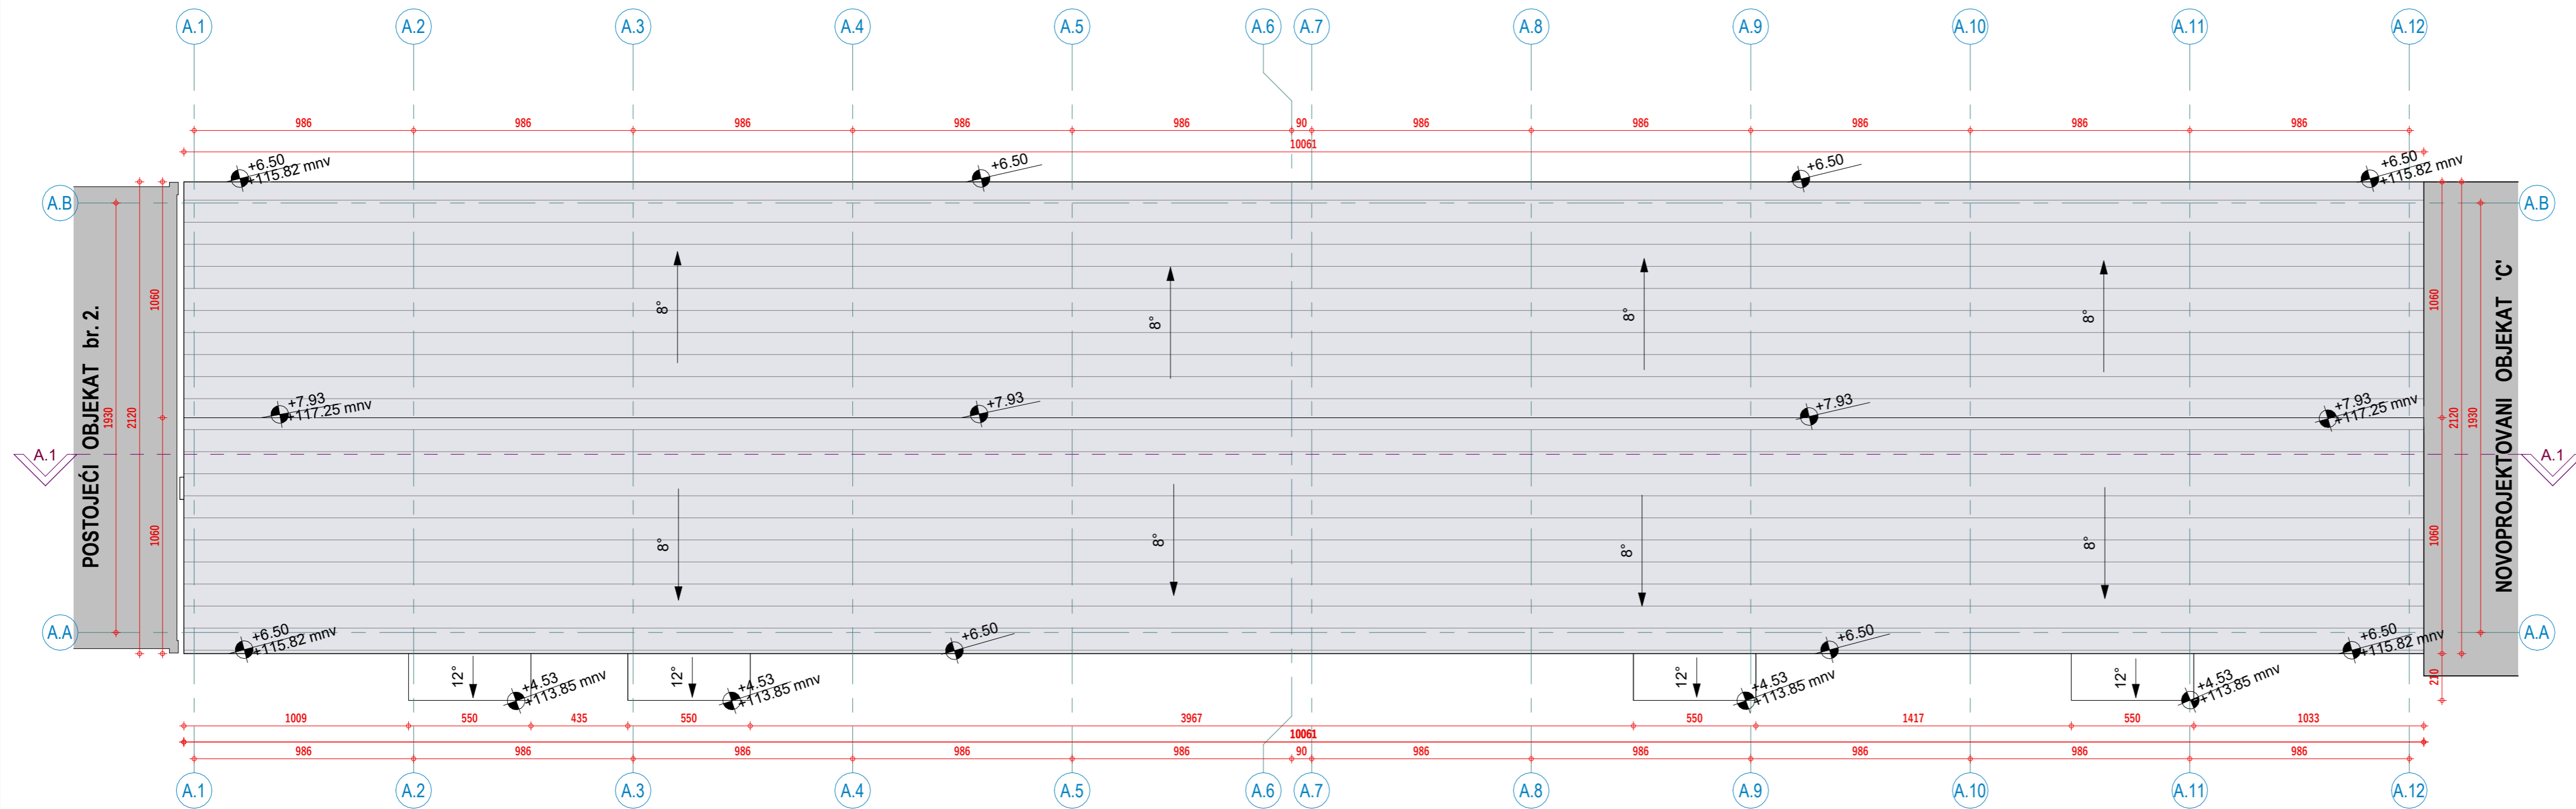 A.1 A.2 A.3 A.4 A.5 A.6 A.7 A.8 A.9 A.10 A.11 A.12
986 986 986 986 986 90 986 986 986 986 986
10061
+6.50 +6.50 +6.50 +6.50
+115.82 mnv +115.82 mnv
A.B A.B
1060 1060
8° 8° 8° 8°
POSTOJEĆI OBJEKAT br. 2.
NOVOPROJEKTOVANI OBJEKAT 'C'
1930 2120 2120 1930
+7.93 +7.93 +7.93 +7.93
+117.25 mnv +117.25 mnv
A.1 A.1
1060 1060
8° 8° 8° 8°
A.A A.A
+6.50 +6.50 +6.50 +6.50
+115.82 mnv +115.82 mnv
12° 12° 12° 12° 210
+4.53 +4.53 +4.53 +4.53
+113.85 mnv +113.85 mnv +113.85 mnv +113.85 mnv
1009 550 435 550 3967 550 1417 550 1033
10061
986 986 986 986 986 90 986 986 986 986 986
A.1 A.2 A.3 A.4 A.5 A.6 A.7 A.8 A.9 A.10 A.11 A.12